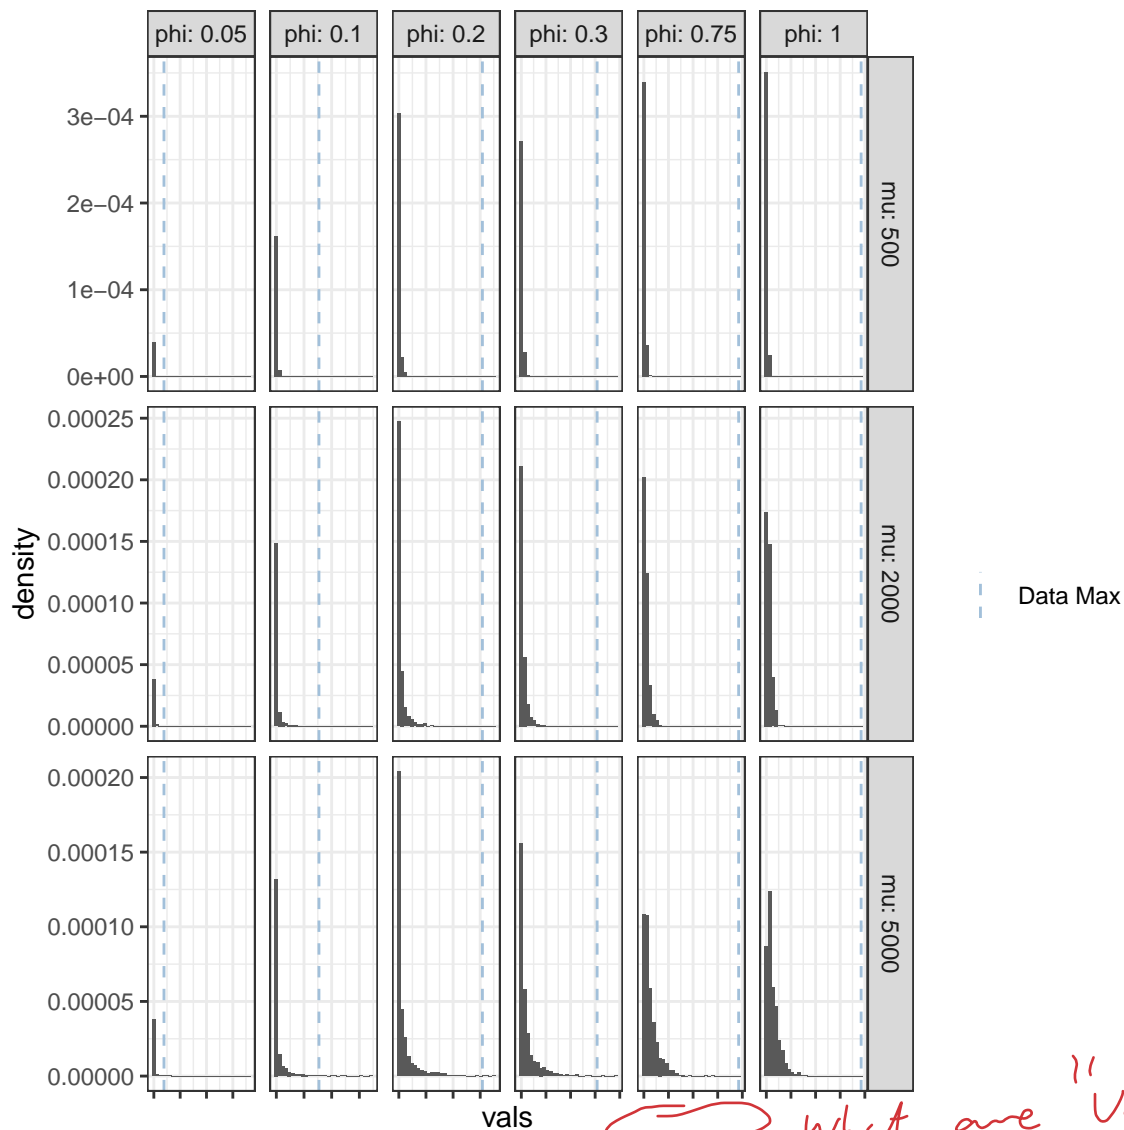 phi: 0.05 phi: 0.1 phi: 0.2 phi: 0.3 phi: 0.75 phi: 1
3e−04
2e−04
1e−04
0e+00
mu: 500
0.00025
0.00020
0.00015
0.00010
0.00005
0.00000
mu: 2000
0.00020
0.00015
0.00010
0.00005
0.00000
mu: 5000
density
vals
Data Max
What are "